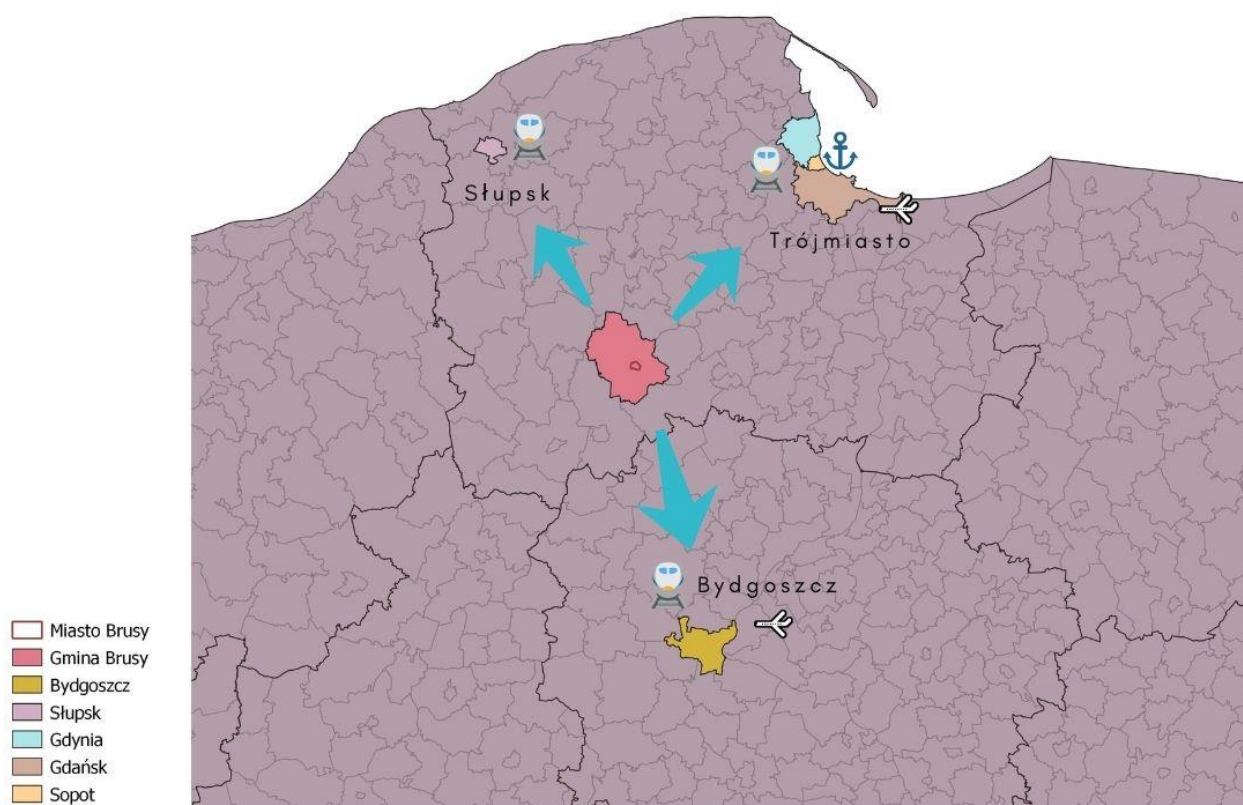 Słupsk
Trójmiasto
Bydgoszcz
Miasto Brusy
Gmina Brusy
Bydgoszcz
Słupsk
Gdynia
Gdańsk
Sopot